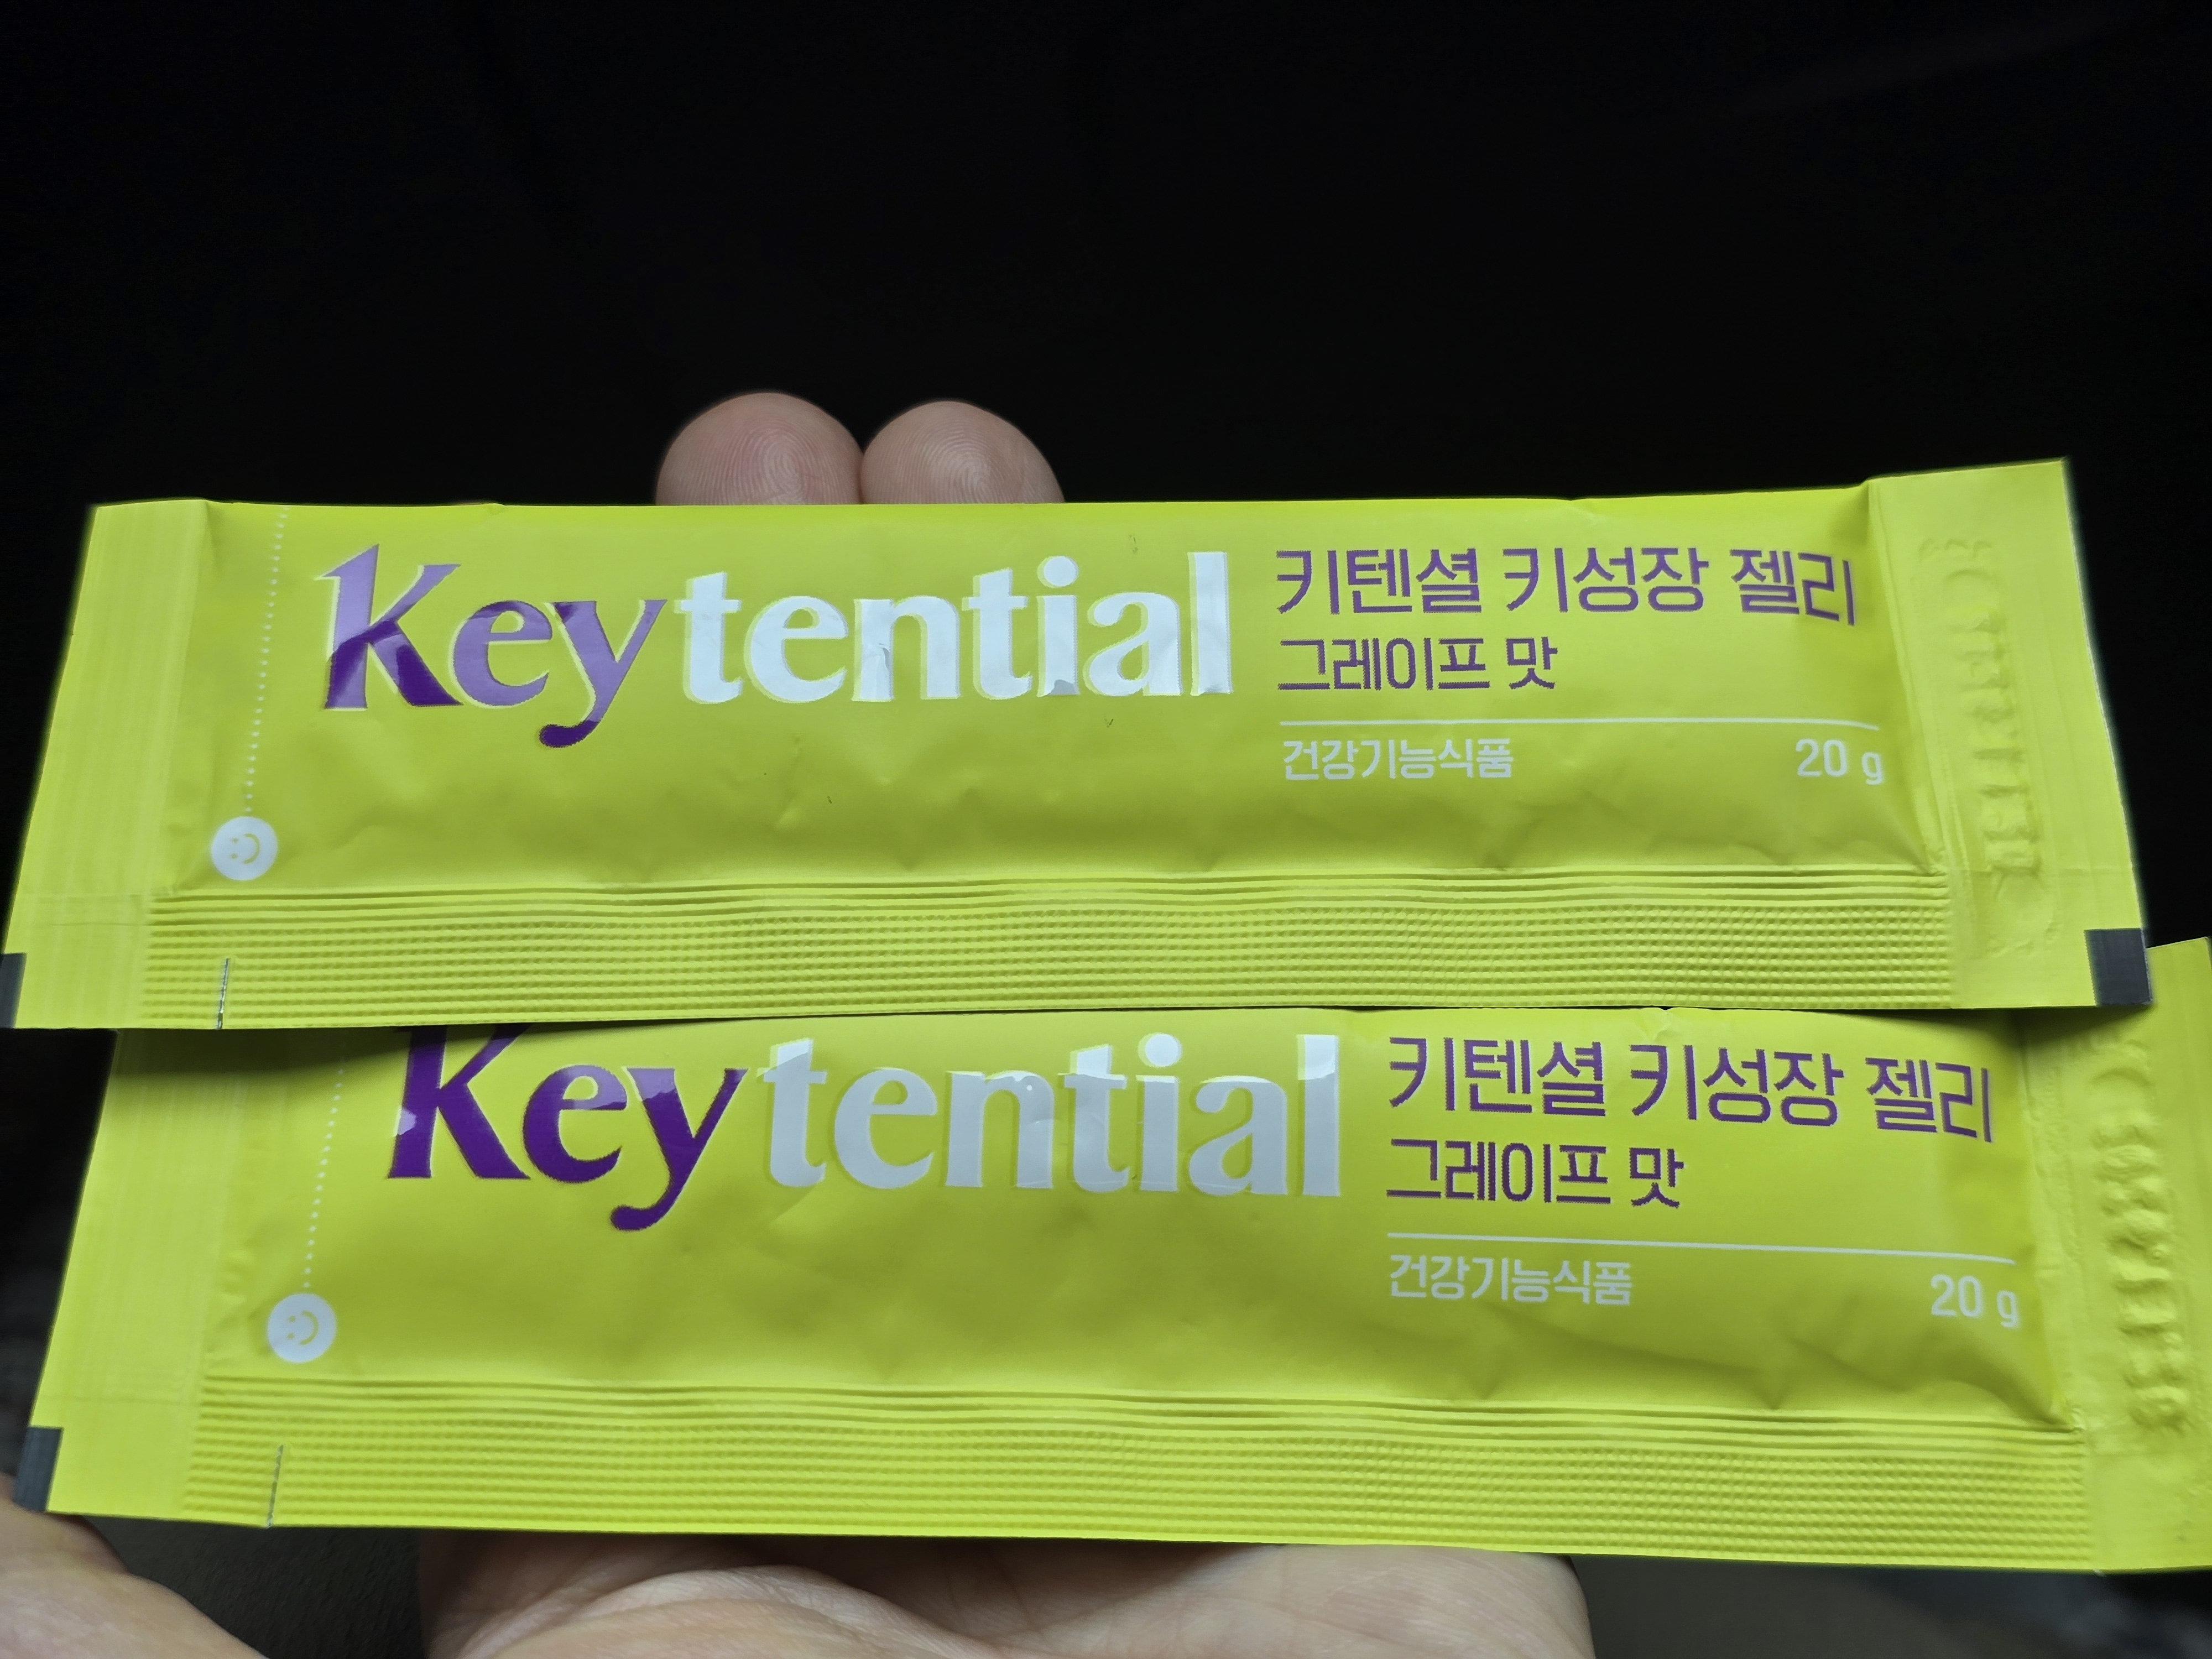 Keytential
키텐셜 키성장 젤리
그레이프 맛
건강기능식품
20 g
Keytential
키텐셜 키성장 젤리
그레이프 맛
건강기능식품
20 g